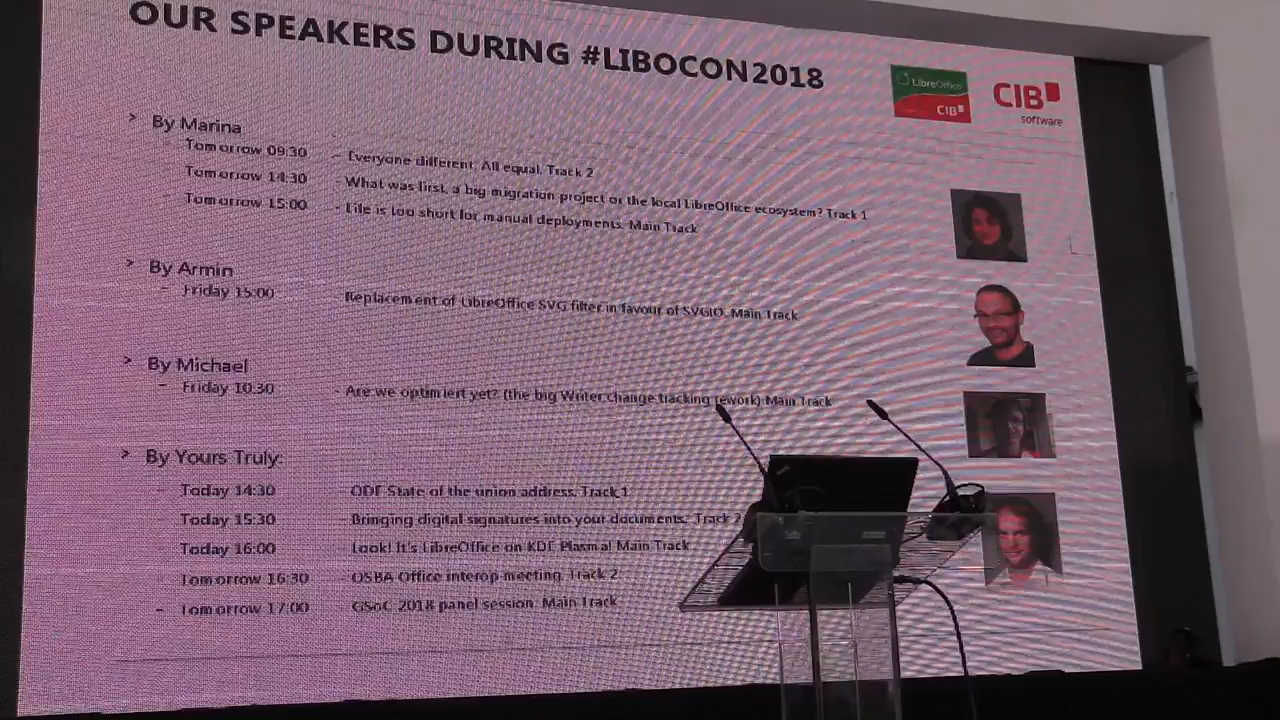 OUR SPEAKERS DURING #LIBOCON2018
LibreOffice
CIB
CIB
software
> By Marina
– Tomorrow 09:30 – Everyone different, All equal, Track 2
– Tomorrow 14:30 – What was first, a big migration project or the local LibreOffice ecosystem? Track 1
– Tomorrow 15:00 – Life is too short for manual deployments. Main Track
> By Armin
– Friday 15:00 – Replacement of LibreOffice SVG filter in favour of SVGIO. Main Track
> By Michael
– Friday 10:30 – Are we optimiert yet? (the big Writer change tracking rework) Main Track
> By Yours Truly:
– Today 14:30 – ODF State of the union address. Track 1
– Today 15:30 – Bringing digital signatures into your documents. Track 2
– Today 16:00 – Look! It's LibreOffice on KDE Plasma! Main Track
– Tomorrow 16:30 – OSBA Office interop meeting. Track 2
– Tomorrow 17:00 – GSoC 2018 panel session. Main Track